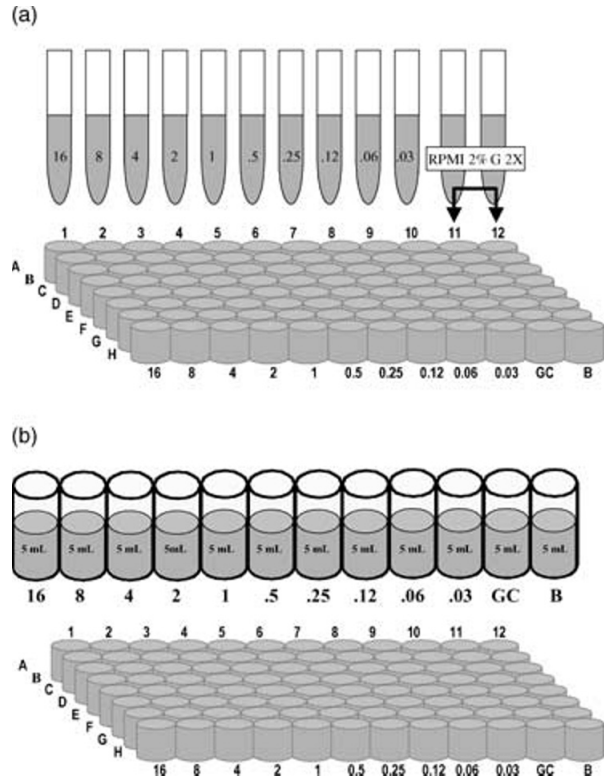 (a)
16 8 4 2 1 .5 .25 .12 .06 .03
RPMI 2% G 2X
1 2 3 4 5 6 7 8 9 10 11 12
A
B
C
D
E
F
G
H
16 8 4 2 1 0.5 0.25 0.12 0.06 0.03 GC B
(b)
5 mL 5 mL 5 mL 5mL 5 mL 5 mL 5 mL 5 mL 5 mL 5 mL 5 mL 5 mL
16 8 4 2 1 .5 .25 .12 .06 .03 GC B
1 2 3 4 5 6 7 8 9 10 11 12
A
B
C
D
E
F
G
H
16 8 4 2 1 0.5 0.25 0.12 0.06 0.03 GC B